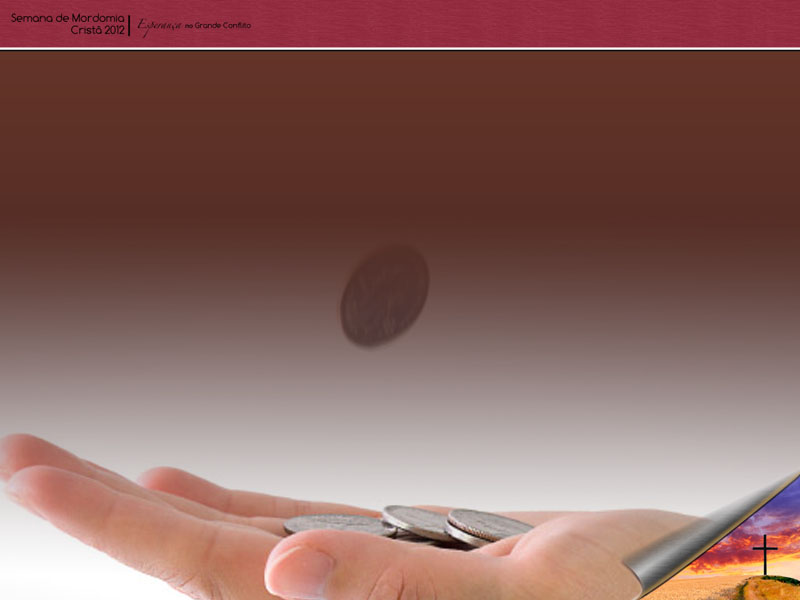 Semana de Mordomia
Cristã 2012
Esperança no Grande Conflito